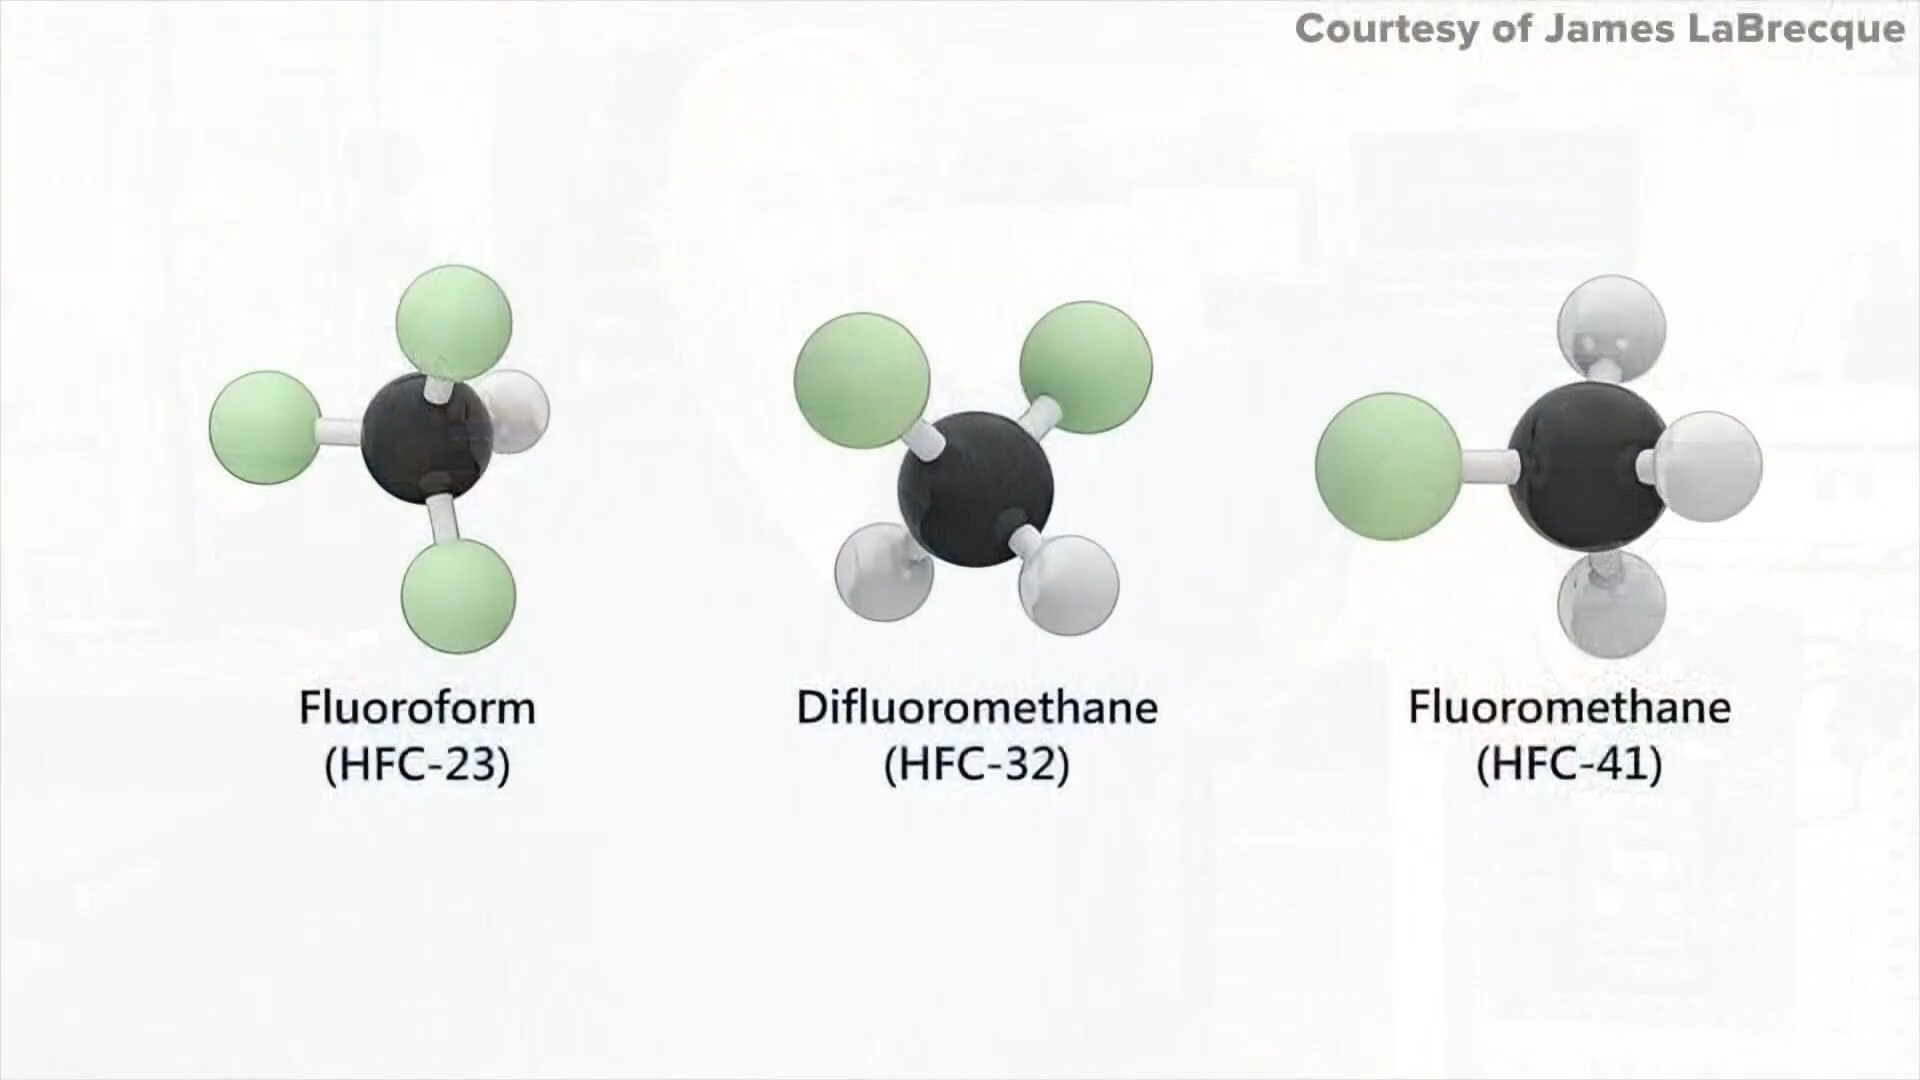 Courtesy of James LaBrecque
Fluoroform
(HFC-23)
Difluoromethane
(HFC-32)
Fluoromethane
(HFC-41)